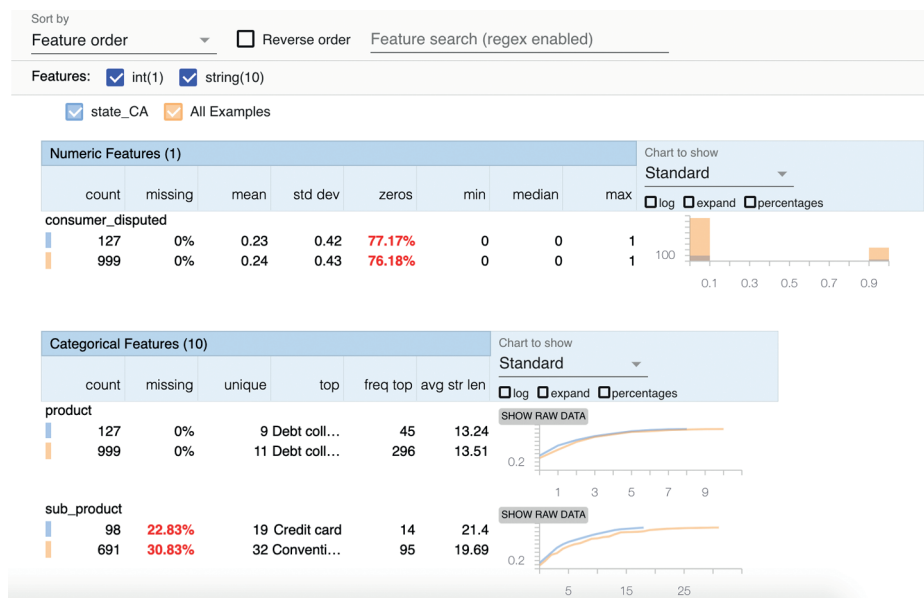 Sort by
Feature order
Reverse order
Feature search (regex enabled)
Features: int(1) string(10)
state_CA All Examples
Numeric Features (1)
Chart to show
Standard
count missing mean std dev zeros min median max
log expand percentages
consumer_disputed
127 0% 0.23 0.42 77.17% 0 0 1
999 0% 0.24 0.43 76.18% 0 0 1
100
0.1 0.3 0.5 0.7 0.9
Categorical Features (10)
Chart to show
Standard
count missing unique top freq top avg str len
log expand percentages
product
SHOW RAW DATA
127 0% 9 Debt coll... 45 13.24
999 0% 11 Debt coll... 296 13.51
0.2
1 3 5 7 9
sub_product
SHOW RAW DATA
98 22.83% 19 Credit card 14 21.4
691 30.83% 32 Conventi... 95 19.69
0.2
5 15 25